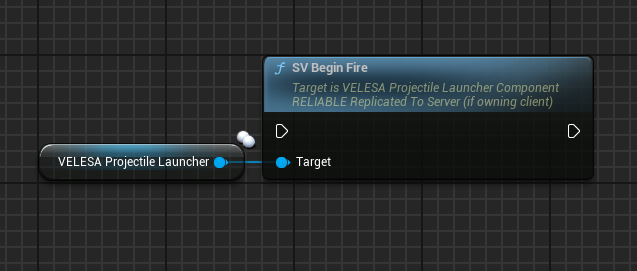 SV Begin Fire
Target is VELESA Projectile Launcher Component
RELIABLE Replicated To Server (if owning client)
VELESA Projectile Launcher
Target